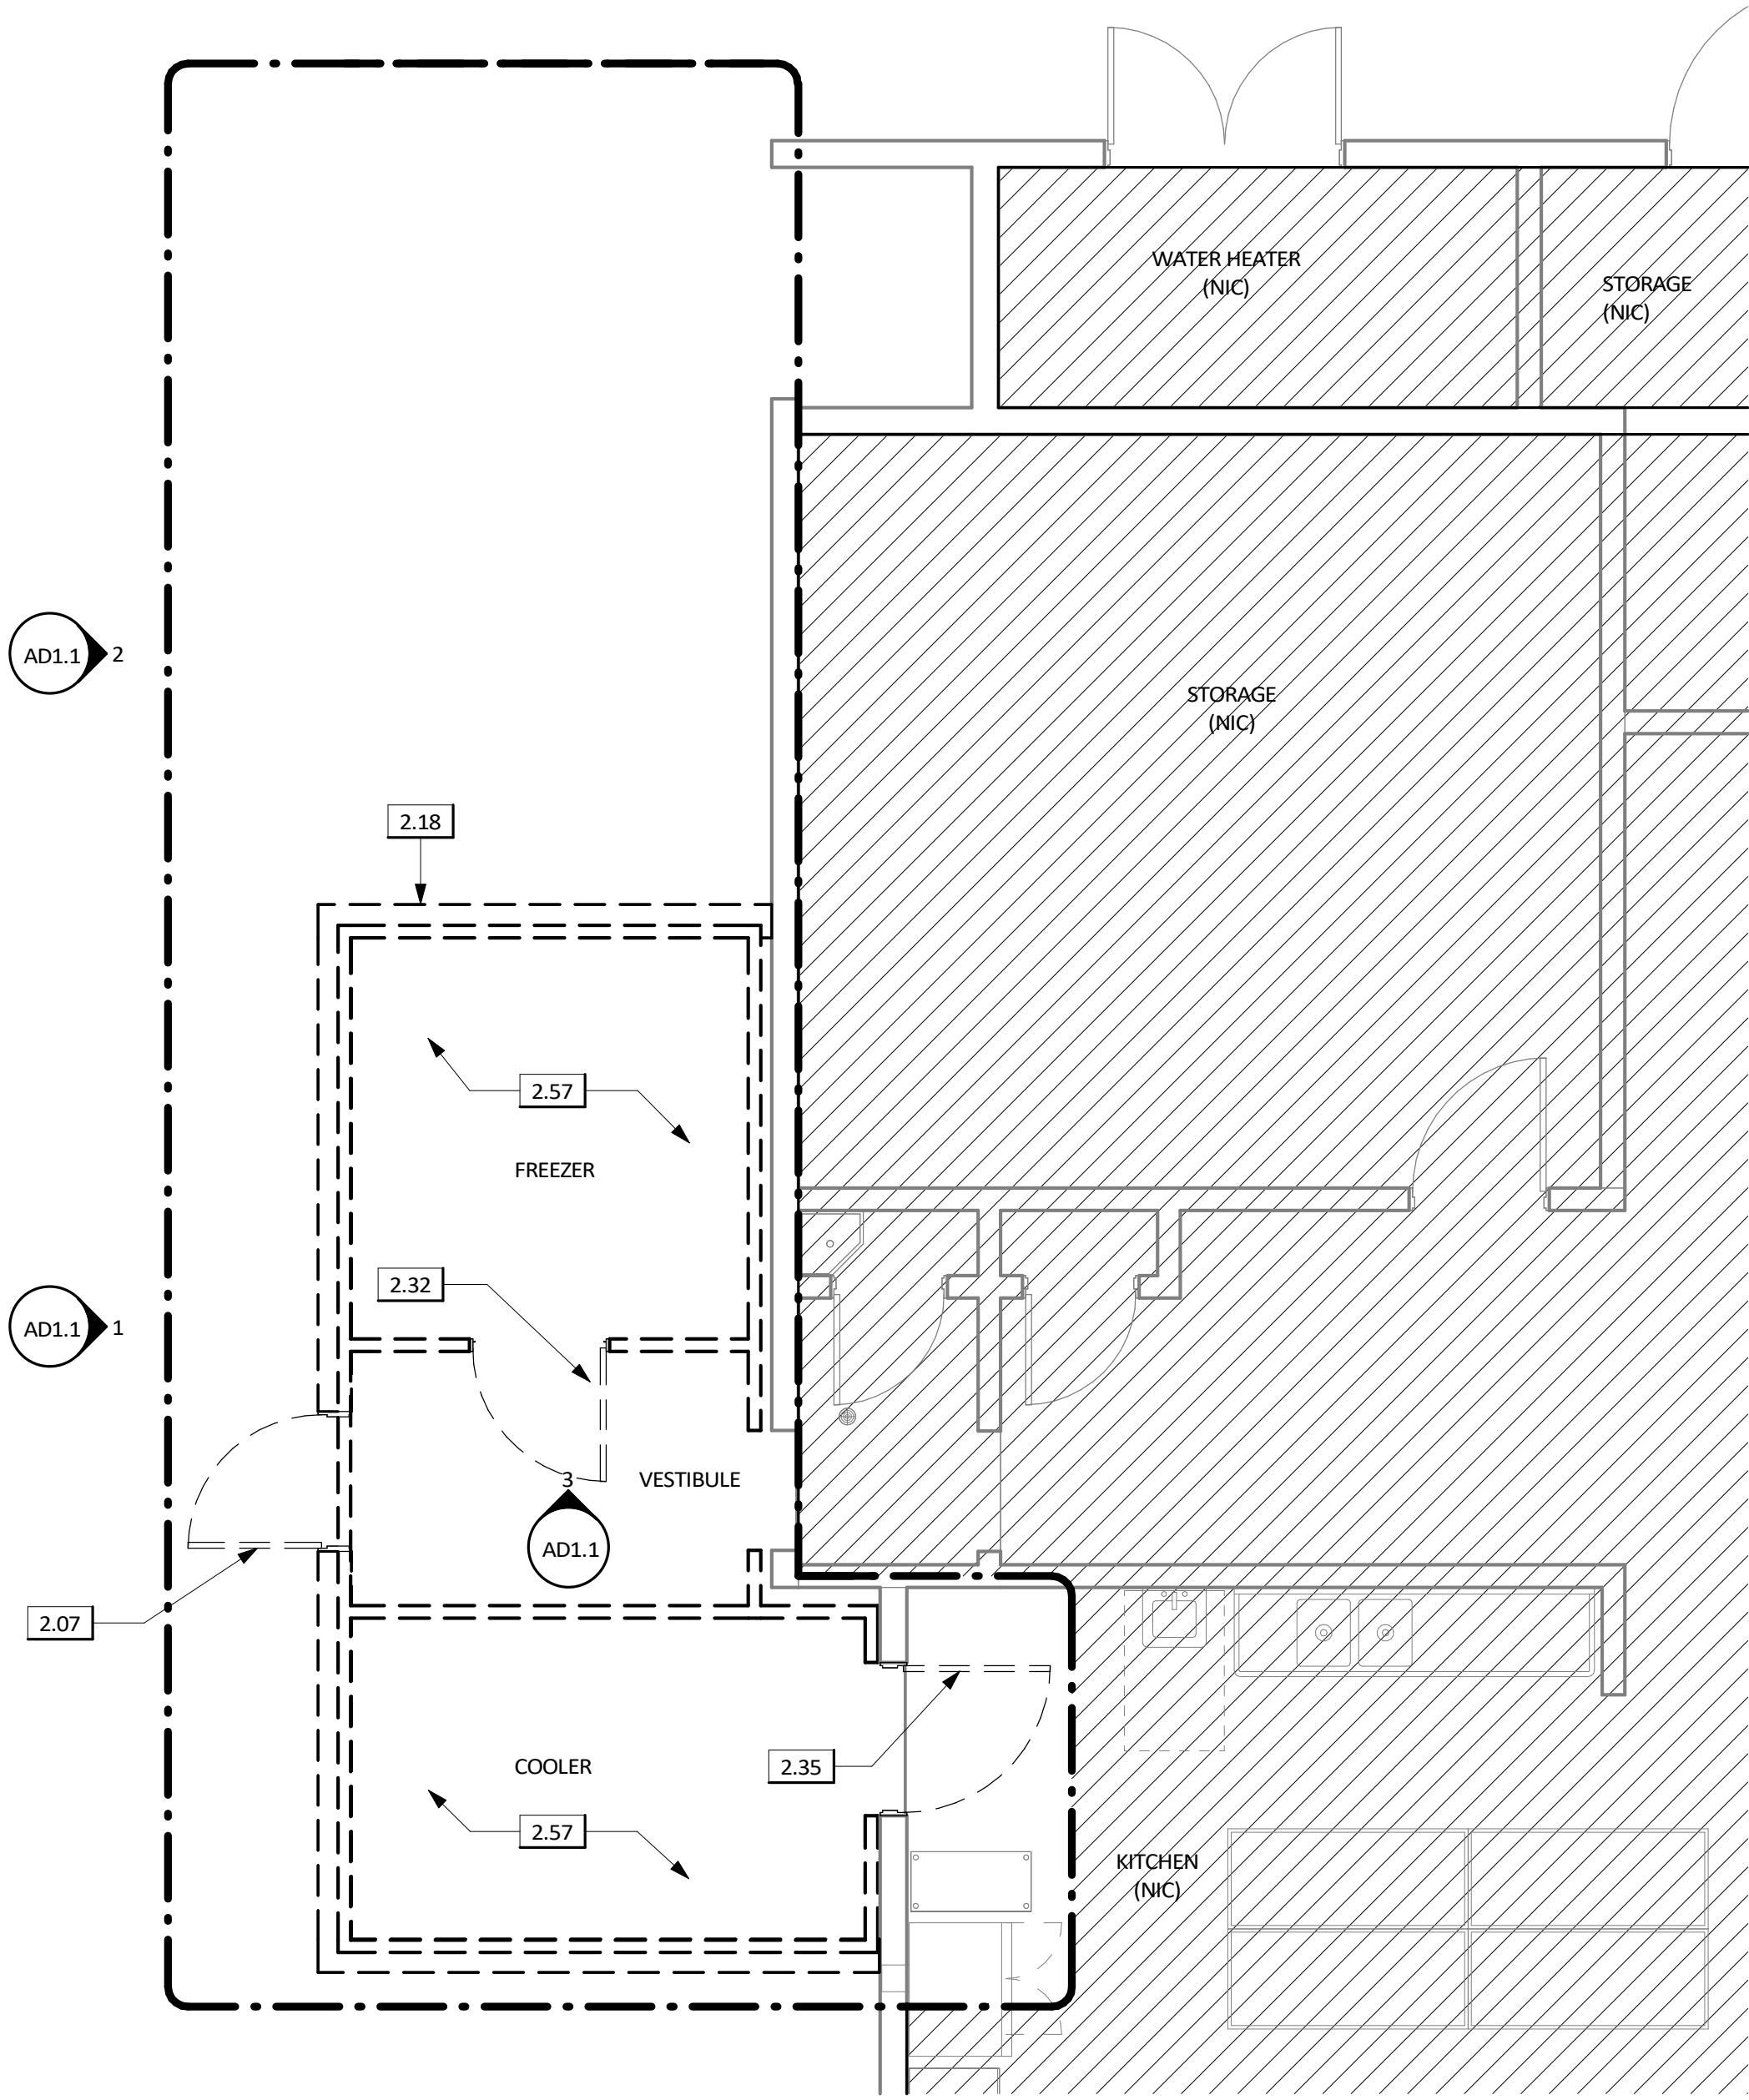 WATER HEATER
(NIC)
STORAGE
(NIC)
AD1.1 2
STORAGE
(NIC)
2.18
2.57
FREEZER
2.32
AD1.1 1
3
VESTIBULE
AD1.1
2.07
COOLER
2.35
2.57
KITCHEN
(NIC)